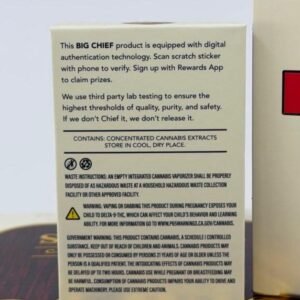 This BIG CHIEF product is equipped with digital
authentication technology. Scan scratch sticker
with phone to verify. Sign up with Rewards App
to claim prizes.
We use third party lab testing to ensure the
highest thresholds of quality, purity, and safety.
If we don't Chief it, we don't release it.
CONTAINS: CONCENTRATED CANNABIS EXTRACTS
STORE IN COOL, DRY PLACE.
WASTE INSTRUCTIONS: AN EMPTY INTEGRATED CANNABIS VAPORIZER SHALL BE PROPERLY
DISPOSED OF AS HAZARDOUS WASTE AT A HOUSEHOLD HAZARDOUS WASTE COLLECTION
FACILITY OR OTHER APPROVED FACILITY.
WARNING: VAPING OR DABBING THIS PRODUCT DURING PREGNANCY EXPOSES YOUR
CHILD TO DELTA-9-THC, WHICH CAN AFFECT YOUR CHILD'S BEHAVIOR AND LEARNING
ABILITY. FOR MORE INFORMATION GO TO WWW.P65WARNINGS.CA.GOV/CANNABIS.
GOVERNMENT WARNING: THIS PRODUCT CONTAINS CANNABIS, A SCHEDULE I CONTROLLED
SUBSTANCE. KEEP OUT OF REACH OF CHILDREN AND ANIMALS. CANNABIS PRODUCTS MAY
ONLY BE POSSESSED OR CONSUMED BY PERSONS 21 YEARS OF AGE OR OLDER UNLESS THE
PERSON IS A QUALIFIED PATIENT. THE INTOXICATING EFFECTS OF CANNABIS PRODUCTS MAY
BE DELAYED UP TO TWO HOURS. CANNABIS USE WHILE PREGNANT OR BREASTFEEDING MAY
BE HARMFUL. CONSUMPTION OF CANNABIS PRODUCTS IMPAIRS YOUR ABILITY TO DRIVE AND
OPERATE MACHINERY. PLEASE USE EXTREME CAUTION.